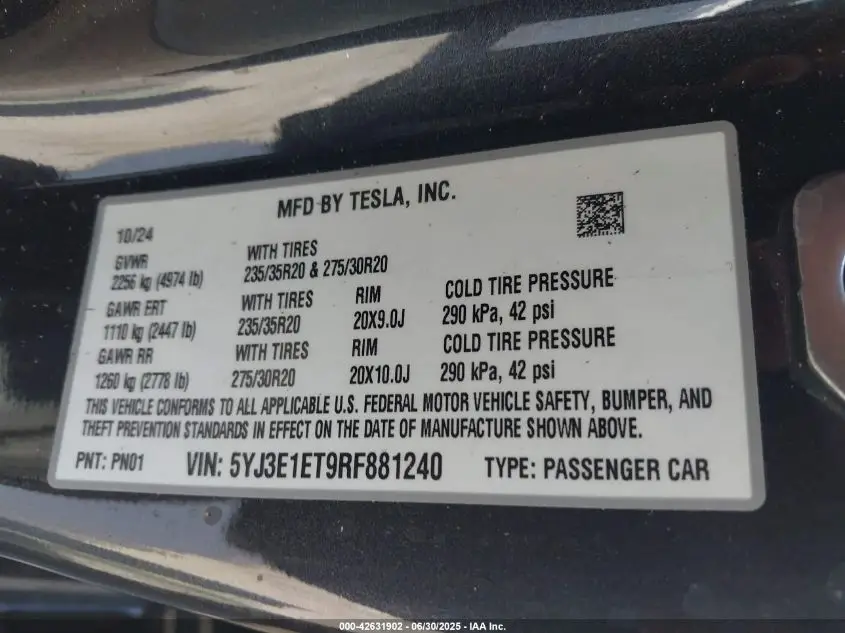 MFD BY TESLA, INC.
10/24
GVWR
2256 kg (4974 lb)
WITH TIRES
235/35R20 & 275/30R20
GAWR FRT
1110 kg (2447 lb)
WITH TIRES
235/35R20
RIM
20X9.0J
COLD TIRE PRESSURE
290 kPa, 42 psi
GAWR RR
1260 kg (2778 lb)
WITH TIRES
275/30R20
RIM
20X10.0J
COLD TIRE PRESSURE
290 kPa, 42 psi
THIS VEHICLE CONFORMS TO ALL APPLICABLE U.S. FEDERAL MOTOR VEHICLE SAFETY, BUMPER, AND
THEFT PREVENTION STANDARDS IN EFFECT ON THE DATE OF MANUFACTURE SHOWN ABOVE.
PNT: PN01 VIN: 5YJ3E1ET9RF881240 TYPE: PASSENGER CAR
000-42631902 - 06/30/2025 - IAA Inc.